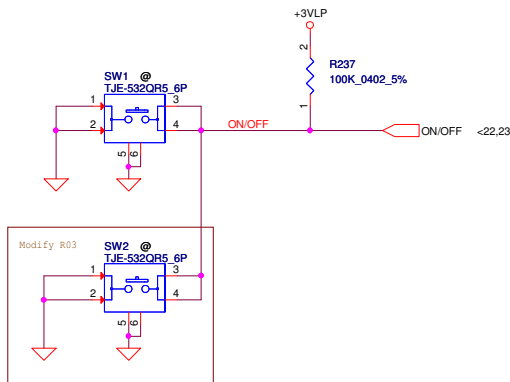 +3VLP
2
R237
100K_0402_5%
1
SW1 @
TJE-532QR5_6P
1
3
2
4
ON/OFF
ON/OFF <22,23
5
6
Modify R03
SW2 @
TJE-532QR5_6P
1
3
2
4
5
6